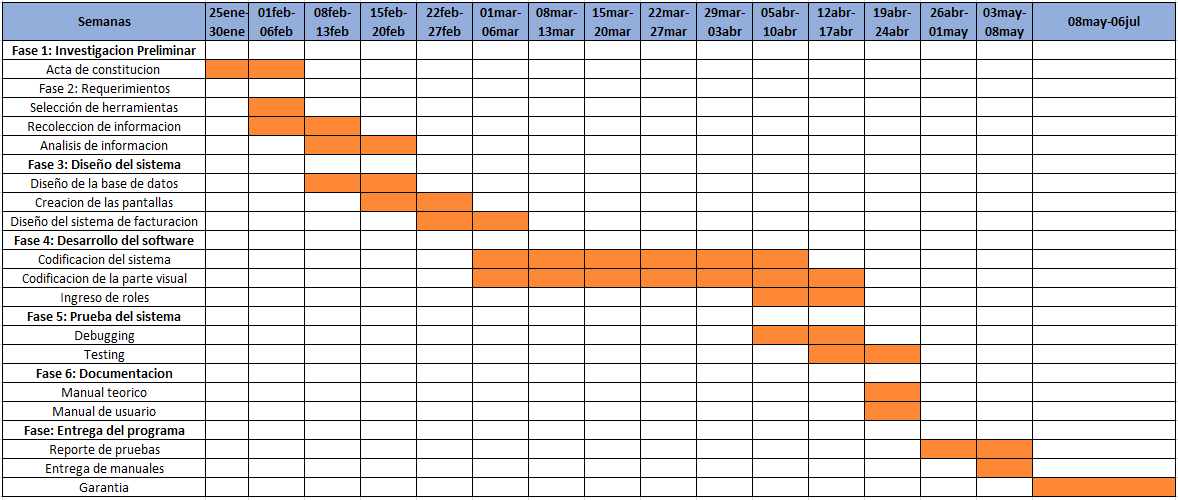 Semanas
25ene-30ene
01feb-06feb
08feb-13feb
15feb-20feb
22feb-27feb
01mar-06mar
08mar-13mar
15mar-20mar
22mar-27mar
29mar-03abr
05abr-10abr
12abr-17abr
19abr-24abr
26abr-01may
03may-08may
08may-06jul
Fase 1: Investigacion Preliminar
Acta de constitucion
Fase 2: Requerimientos
Selección de herramientas
Recoleccion de informacion
Analisis de informacion
Fase 3: Diseño del sistema
Diseño de la base de datos
Creacion de las pantallas
Diseño del sistema de facturacion
Fase 4: Desarrollo del software
Codificacion del sistema
Codificacion de la parte visual
Ingreso de roles
Fase 5: Prueba del sistema
Debugging
Testing
Fase 6: Documentacion
Manual teorico
Manual de usuario
Fase: Entrega del programa
Reporte de pruebas
Entrega de manuales
Garantia